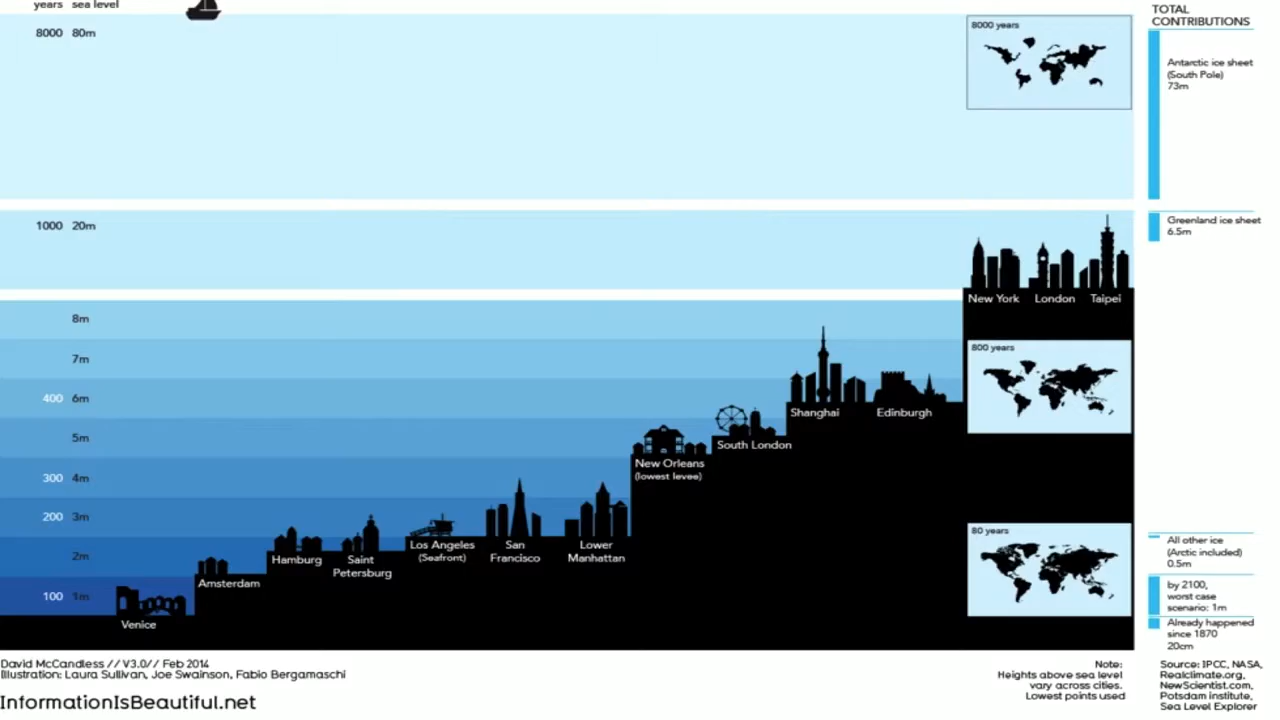 years sea level
TOTAL
CONTRIBUTIONS
8000 80m
8000 years
Antarctic ice sheet
(South Pole)
73m
1000 20m
Greenland ice sheet
6.5m
New York London Taipei
8m
800 years
7m
400 6m
Shanghai Edinburgh
5m
South London
New Orleans
(lowest levee)
300 4m
200 3m
80 years
Los Angeles
(Seafront)
San
Francisco
Lower
Manhattan
All other ice
(Arctic included)
0.5m
2m
Hamburg
Saint
Petersburg
Amsterdam
by 2100,
worst case
scenario: 1m
100 1m
Venice
Already happened
since 1870
20cm
David McCandless // V3.0// Feb 2014
Illustration: Laura Sullivan, Joe Swainson, Fabio Bergamaschi
InformationIsBeautiful.net
Note:
Heights above sea level
vary across cities.
Lowest points used
Source: IPCC, NASA,
Realclimate.org,
NewScientist.com,
Potsdam institute,
Sea Level Explorer